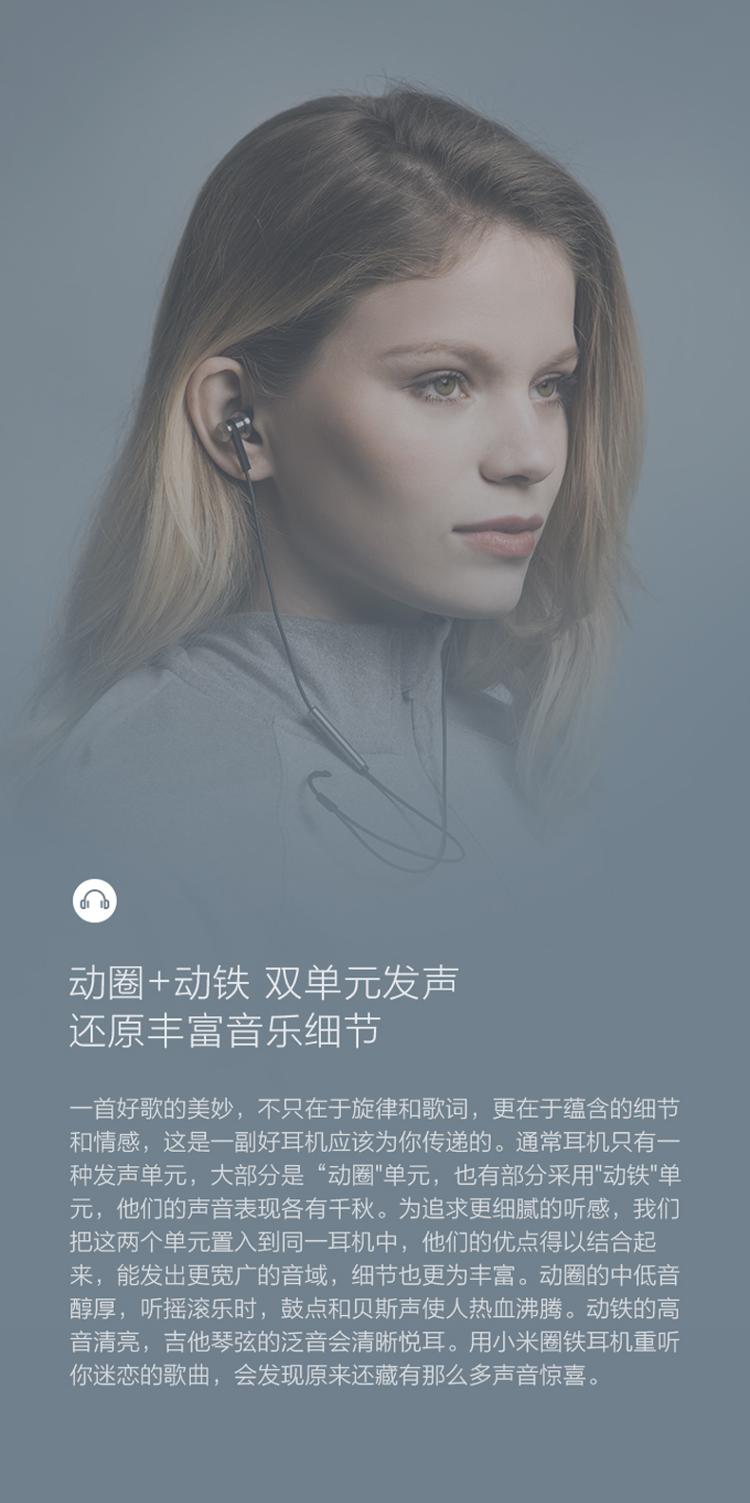 动圈+动铁 双单元发声
还原丰富音乐细节
一首好歌的美妙，不只在于旋律和歌词，更在于蕴含的细节
和情感，这是一副好耳机应该为你传递的。通常耳机只有一
种发声单元，大部分是“动圈"单元，也有部分采用"动铁"单
元，他们的声音表现各有千秋。为追求更细腻的听感，我们
把这两个单元置入到同一耳机中，他们的优点得以结合起
来，能发出更宽广的音域，细节也更为丰富。动圈的中低音
醇厚，听摇滚乐时，鼓点和贝斯声使人热血沸腾。动铁的高
音清亮，吉他琴弦的泛音会清晰悦耳。用小米圈铁耳机重听
你迷恋的歌曲，会发现原来还藏有那么多声音惊喜。